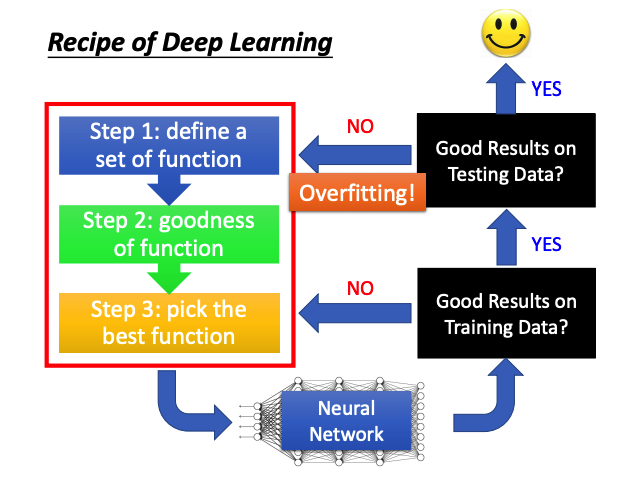 Recipe of Deep Learning
YES
NO
Step 1: define a
set of function
Good Results on
Testing Data?
Overfitting!
Step 2: goodness
of function
YES
NO
Step 3: pick the
best function
Good Results on
Training Data?
Neural
Network